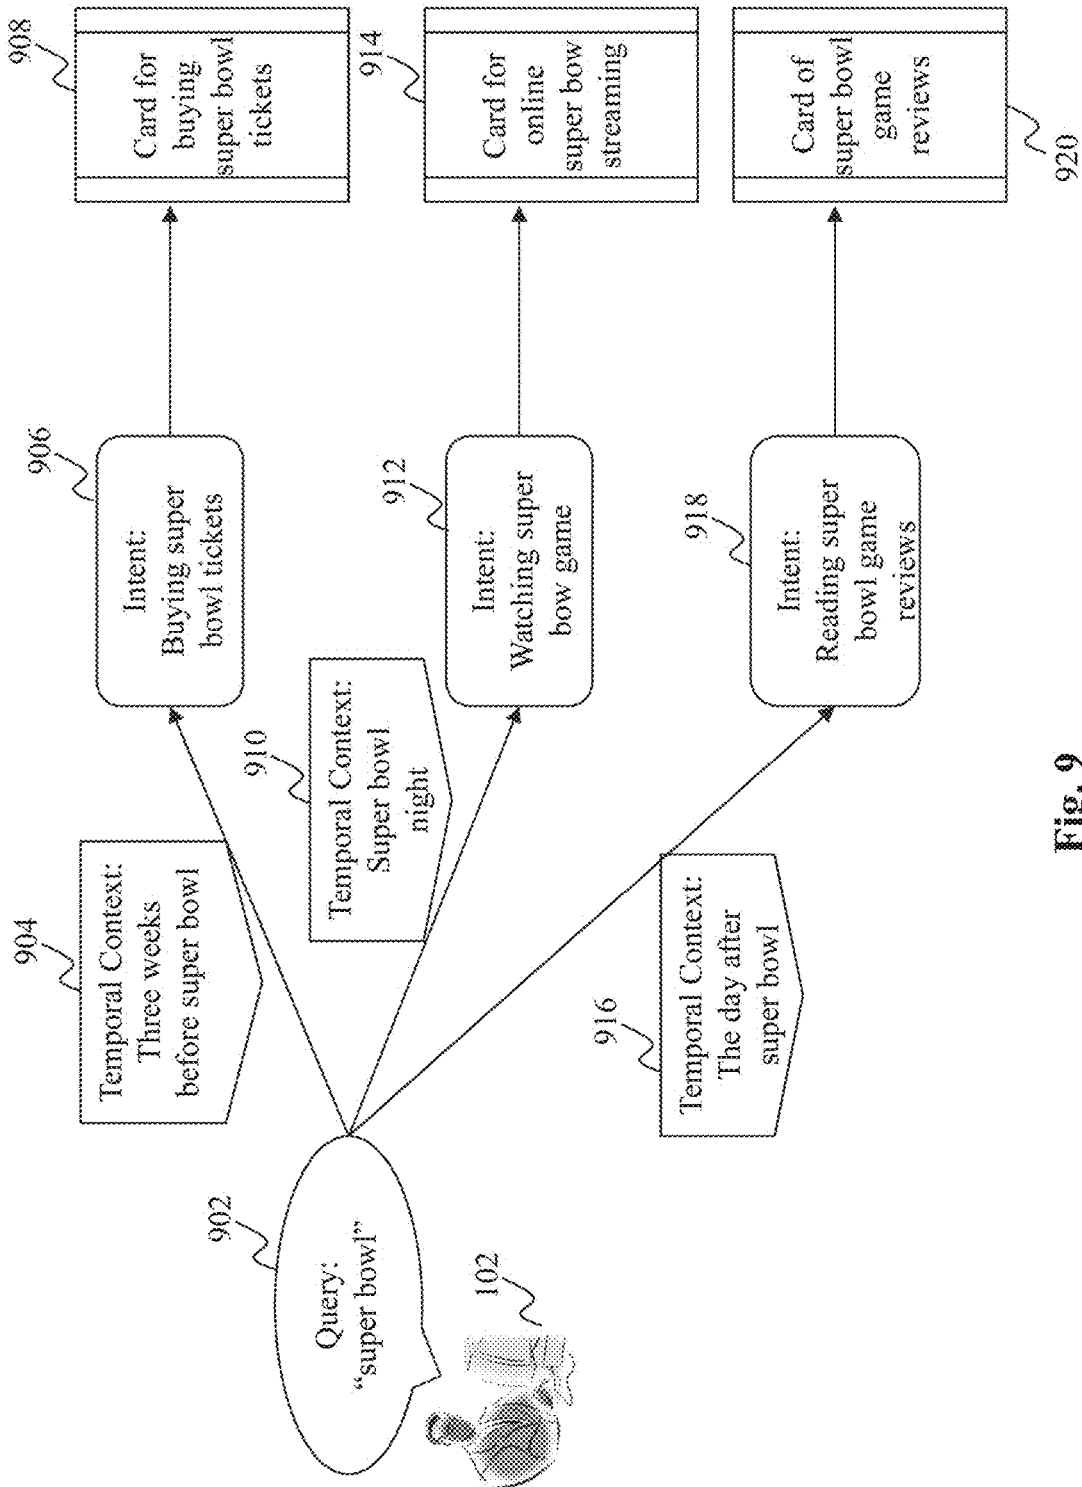 902
Query:
“super bowl”
102
904
Temporal Context:
Three weeks
before super bowl
910
Temporal Context:
Super bowl
night
916
Temporal Context:
The day after
super bowl
906
Intent:
Buying super
bowl tickets
912
Intent:
Watching super
bow game
918
Intent:
Reading super
bowl game
reviews
908
Card for
buying
super bowl
tickets
914
Card for
online
super bow
streaming
Card of
super bowl
game
reviews
920
Fig. 9